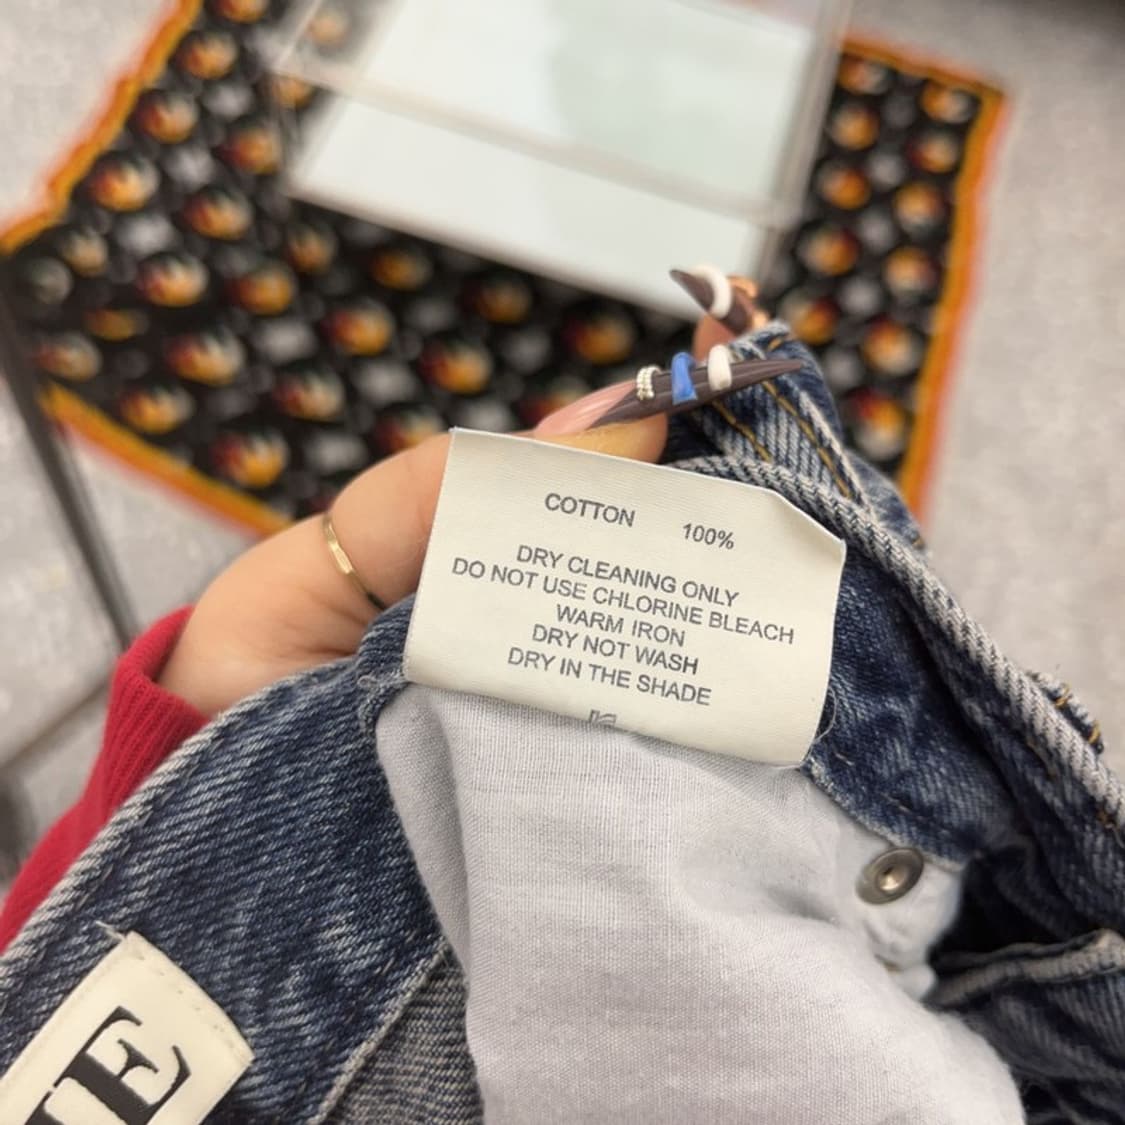 COTTON 100%
DRY CLEANING ONLY
DO NOT USE CHLORINE BLEACH
WARM IRON
DRY NOT WASH
DRY IN THE SHADE